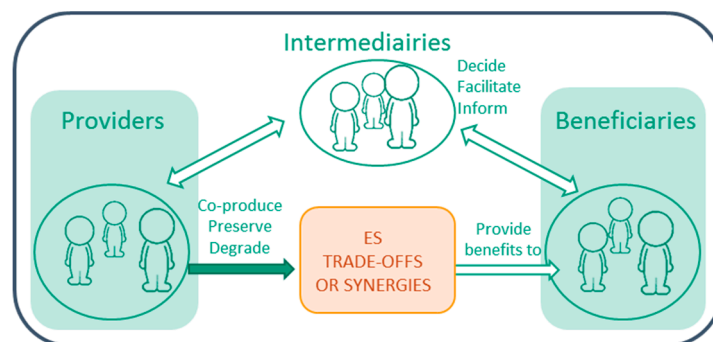 Intermediairies
Decide
Facilitate
Inform
Providers
Beneficiaries
Co-produce
Preserve
Degrade
ES
TRADE-OFFS
OR SYNERGIES
Provide
benefits to